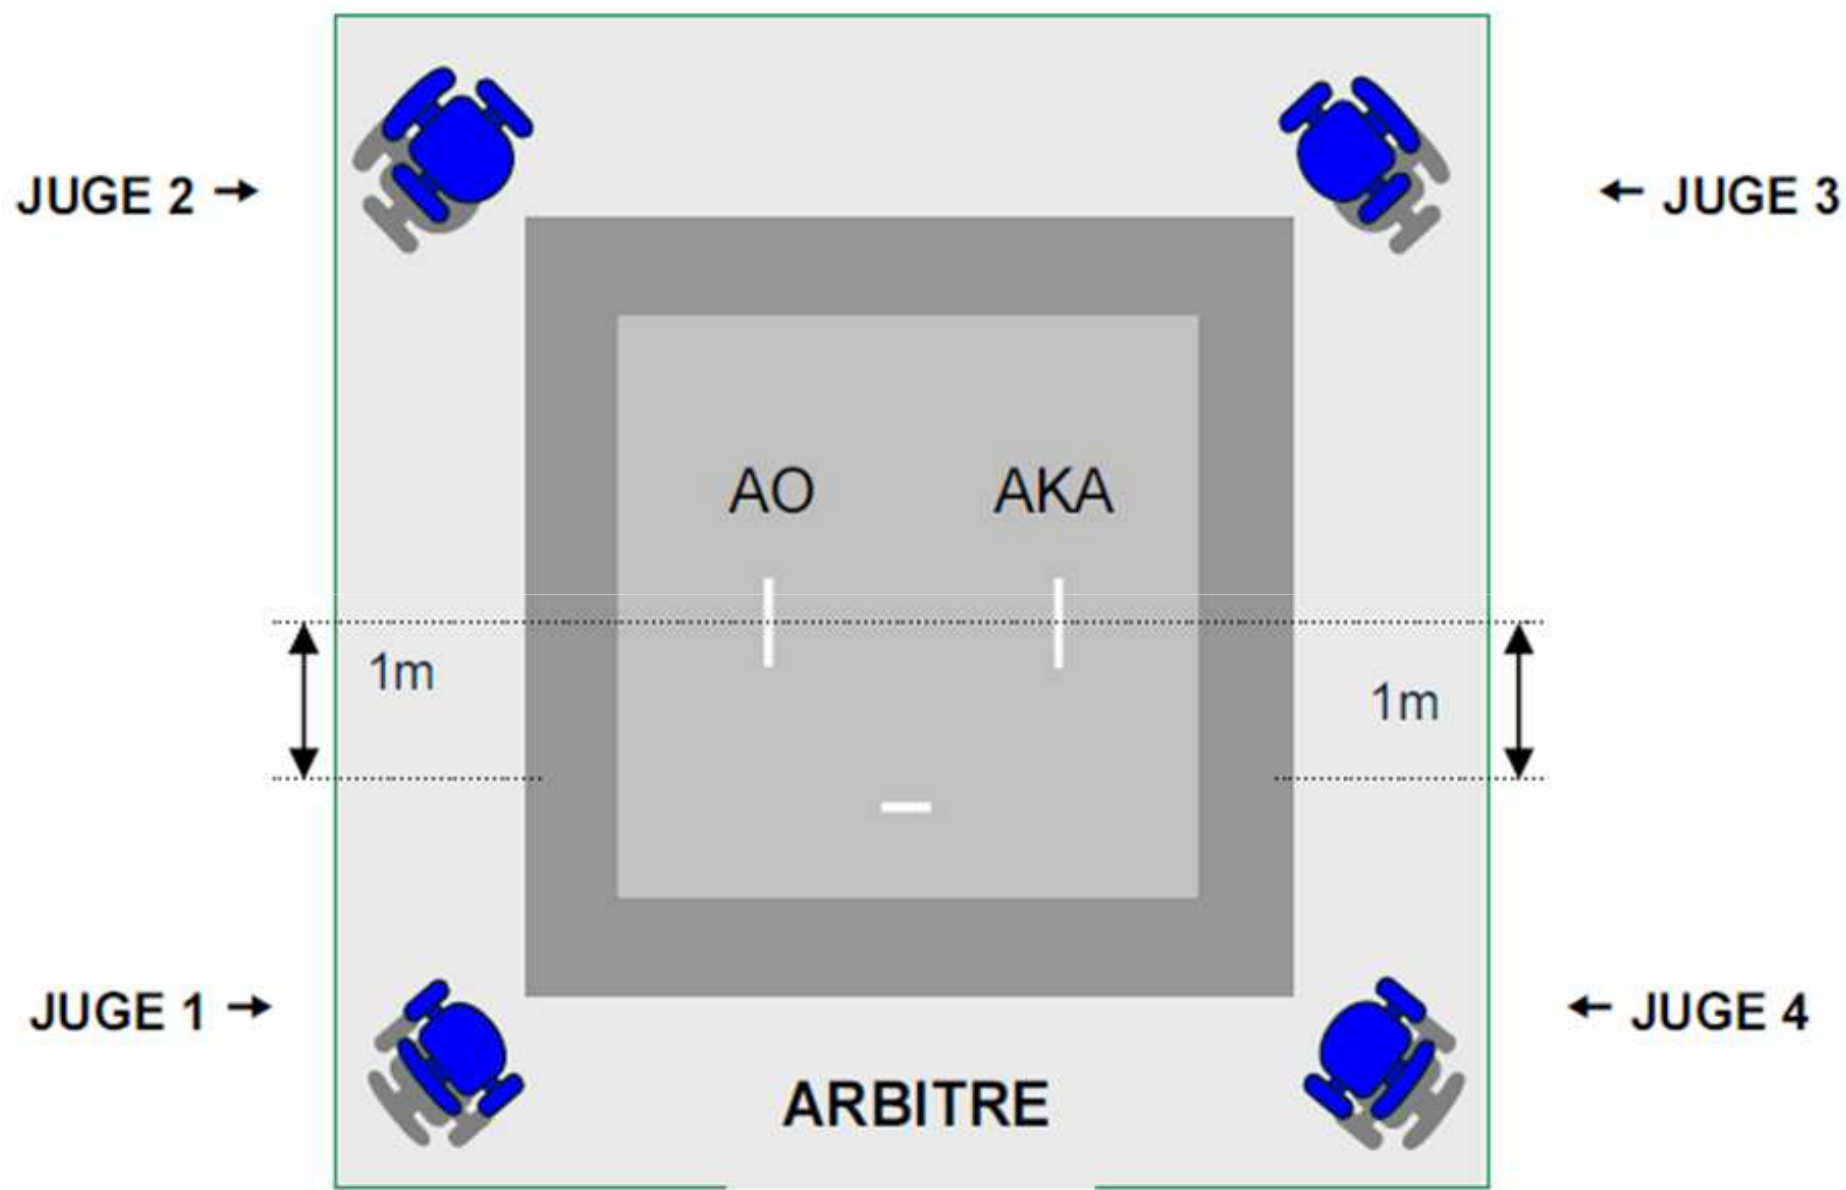 JUGE 2 →
← JUGE 3
AO
AKA
1m
1m
JUGE 1 →
← JUGE 4
ARBITRE